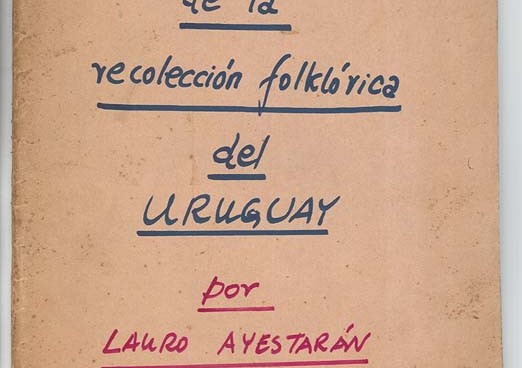 de la
recolección folklórica
del
URUGUAY
por
LAURO AYESTARÁN